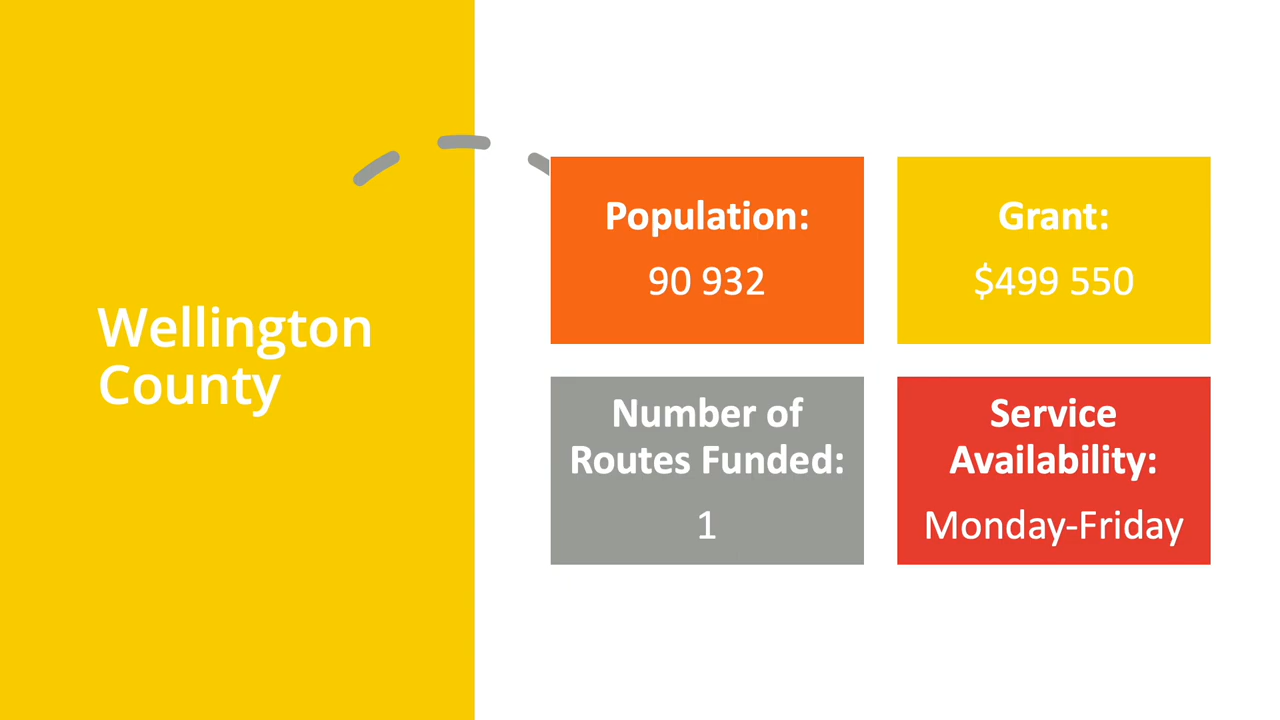 Wellington
County
Population:
90 932
Grant:
$499 550
Number of
Routes Funded:
1
Service
Availability:
Monday-Friday